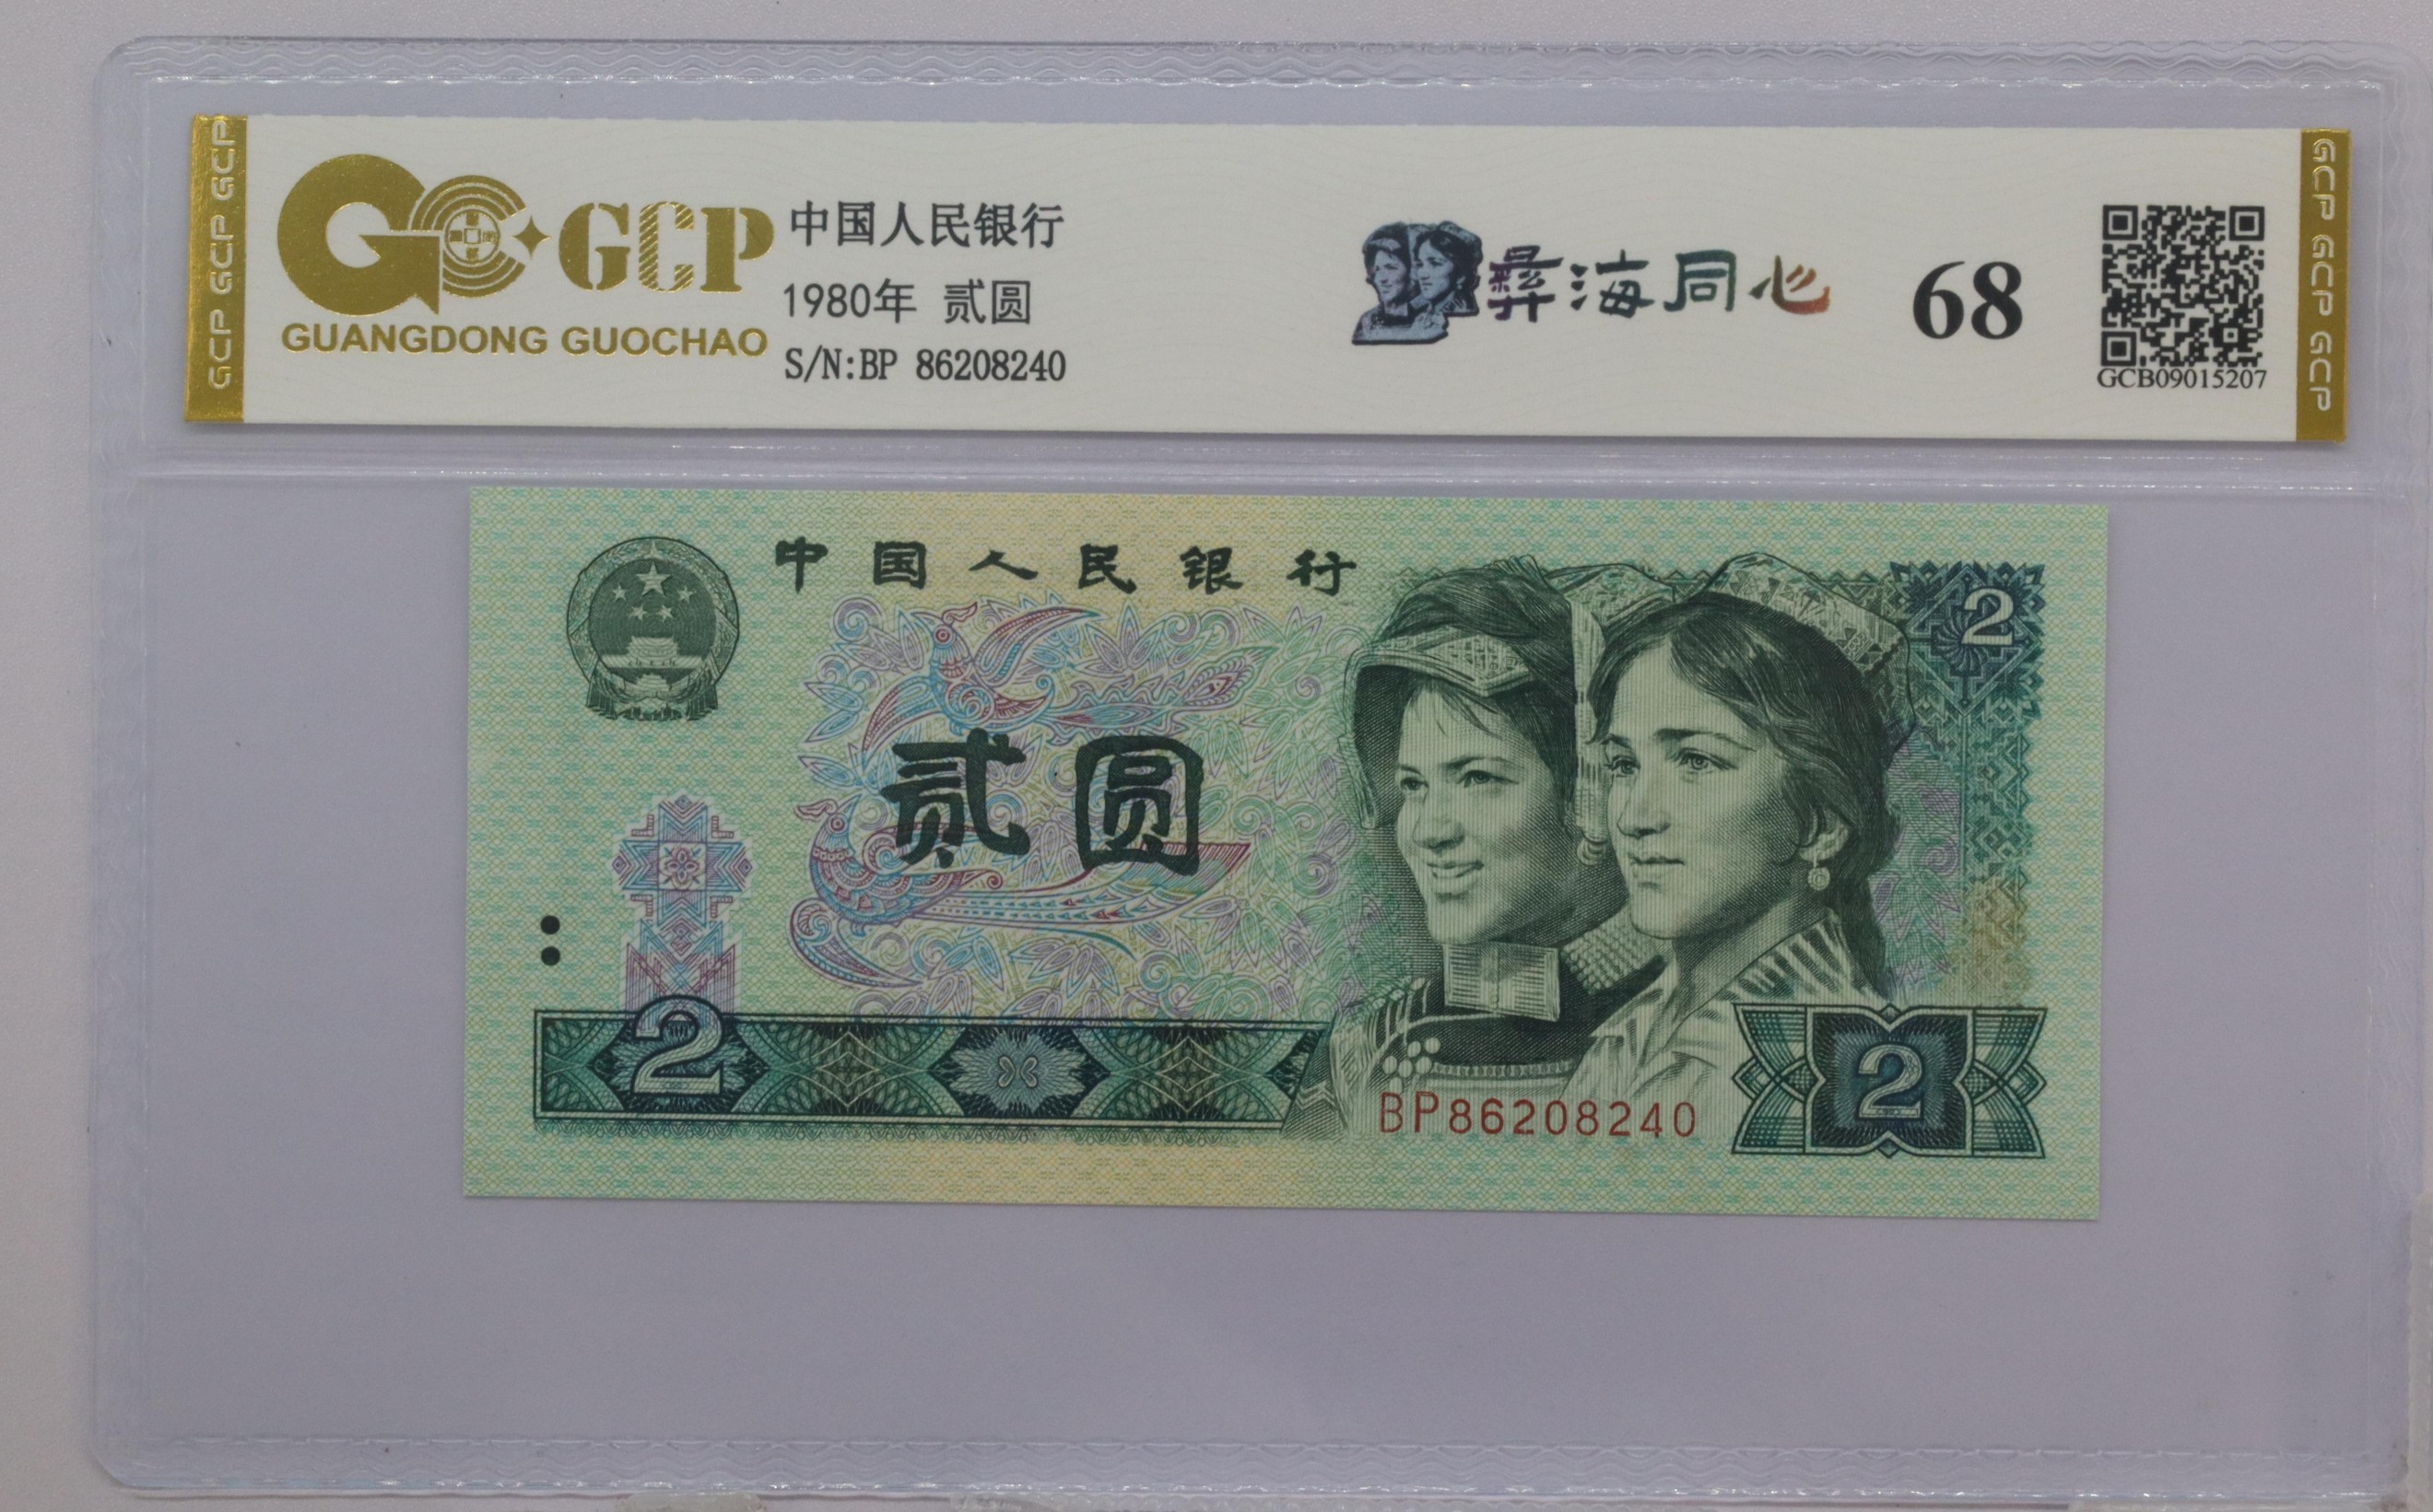 GCP GCP GCP
GCP
GUANGDONG GUOCHAO
中国人民银行
1980年 贰圆
S/N:BP 86208240
彝海同心
68
GCB09015207
GCP GCP GCP
中国人民银行
2
贰圆
2
BP86208240
2